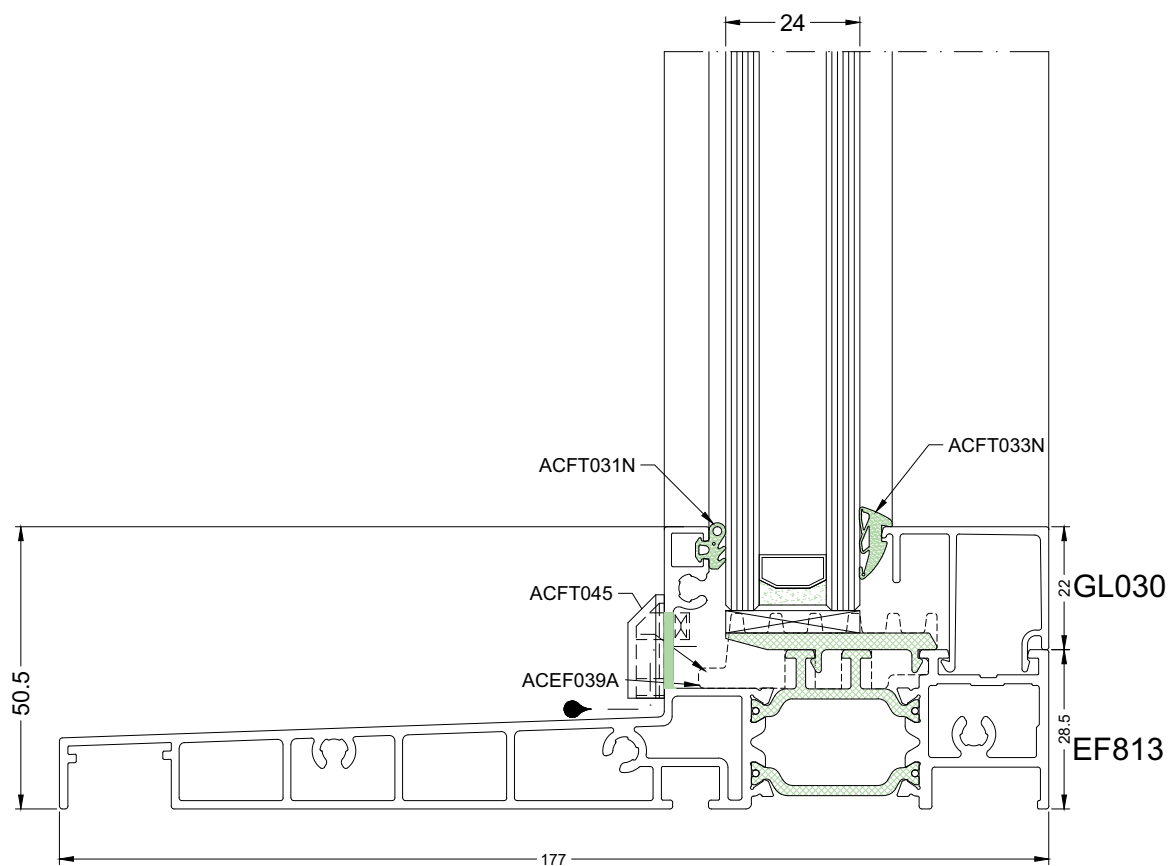 24
ACFT033N
ACFT031N
ACFT045
22
GL030
ACEF039A
50.5
28.5
EF813
177